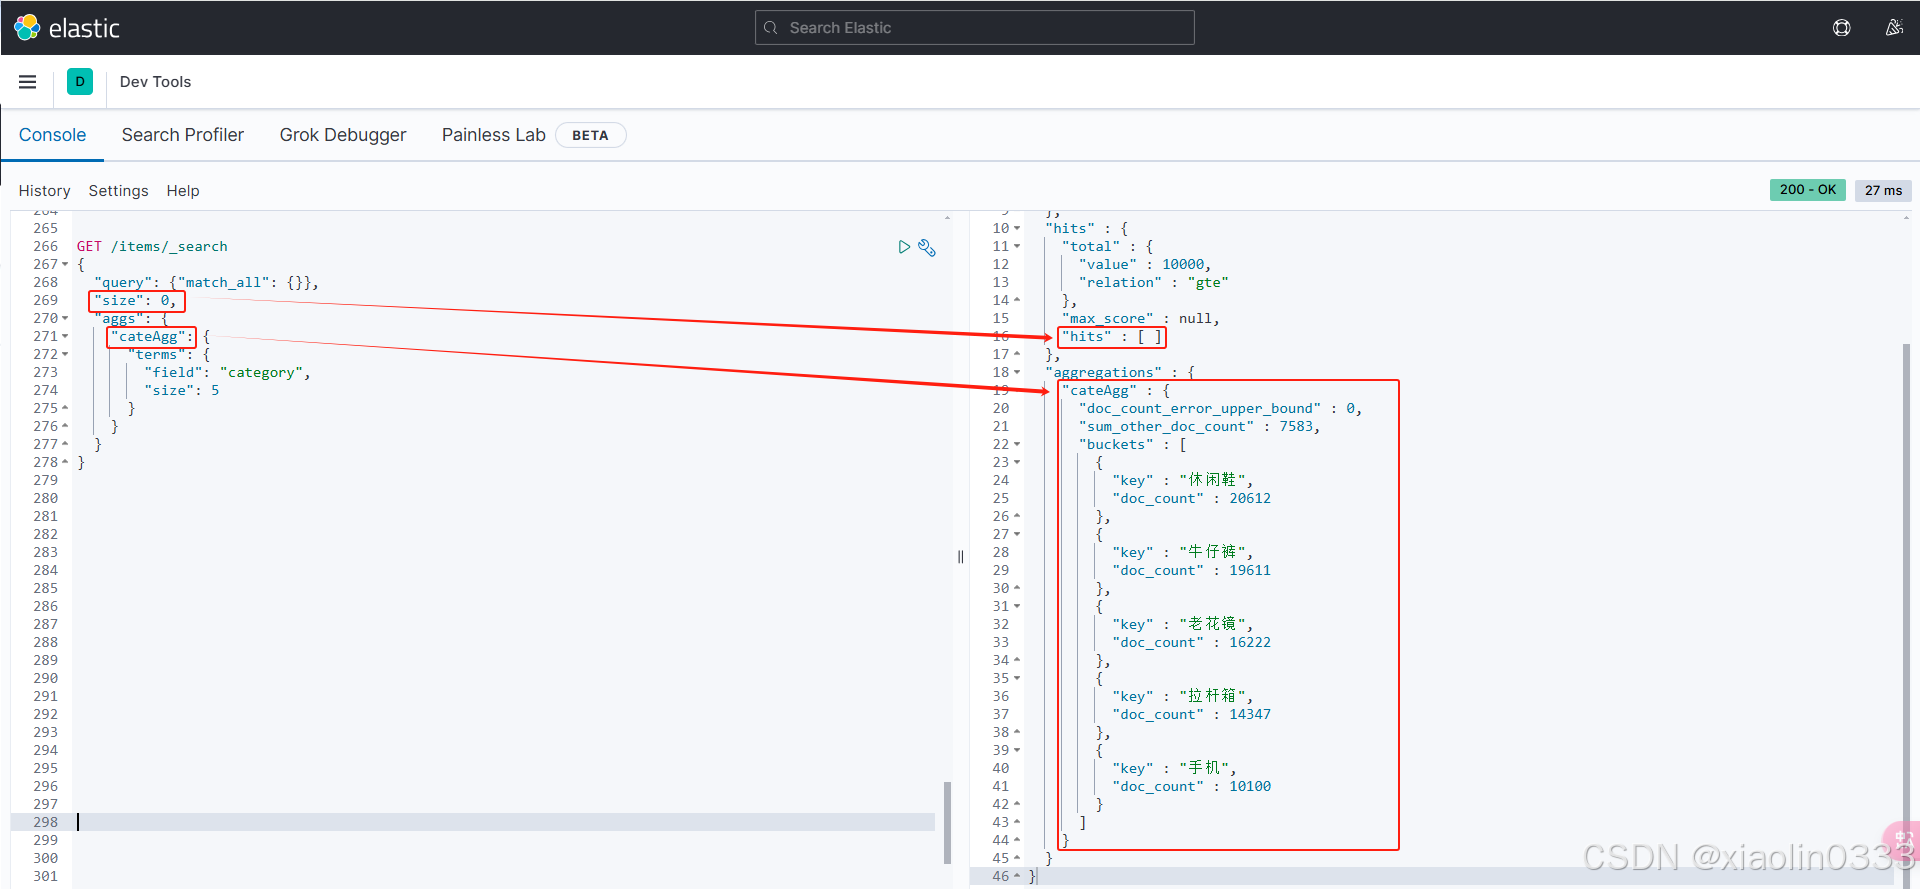 elastic
Search Elastic
D
Dev Tools
Console
Search Profiler
Grok Debugger
Painless Lab
BETA
History
Settings
Help
200 - OK
27 ms
264
265
266 GET /items/_search
267 {
268 "query": {"match_all": {}},
269 "size": 0,
270 "aggs": {
271 "cateAgg": {
272 "terms": {
273 "field": "category",
274 "size": 5
275 }
276 }
277 }
278 }
279
280
281
282
283
284
285
286
287
288
289
290
291
292
293
294
295
296
297
298
299
300
301
9 },
10 "hits" : {
11 "total" : {
12 "value" : 10000,
13 "relation" : "gte"
14 },
15 "max_score" : null,
16 "hits" : [ ]
17 },
18 "aggregations" : {
19 "cateAgg" : {
20 "doc_count_error_upper_bound" : 0,
21 "sum_other_doc_count" : 7583,
22 "buckets" : [
23 {
24 "key" : "休闲鞋",
25 "doc_count" : 20612
26 },
27 {
28 "key" : "牛仔裤",
29 "doc_count" : 19611
30 },
31 {
32 "key" : "老花镜",
33 "doc_count" : 16222
34 },
35 {
36 "key" : "拉杆箱",
37 "doc_count" : 14347
38 },
39 {
40 "key" : "手机",
41 "doc_count" : 10100
42 }
43 ]
44 }
45 }
46 }
CSDN @xiaolin0333